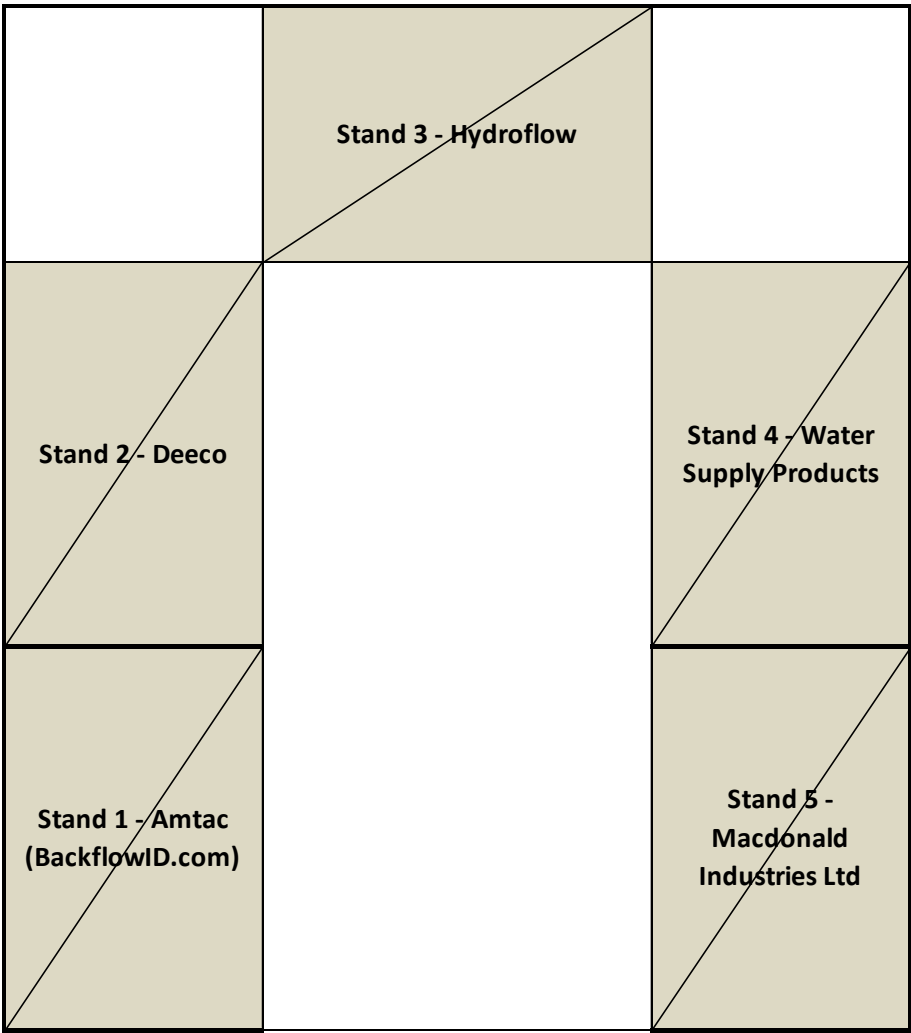 Stand 3 - Hydroflow
Stand 2 - Deeco
Stand 4 - Water
Supply Products
Stand 1 - Amtac
(BackflowID.com)
Stand 5 -
Macdonald
Industries Ltd